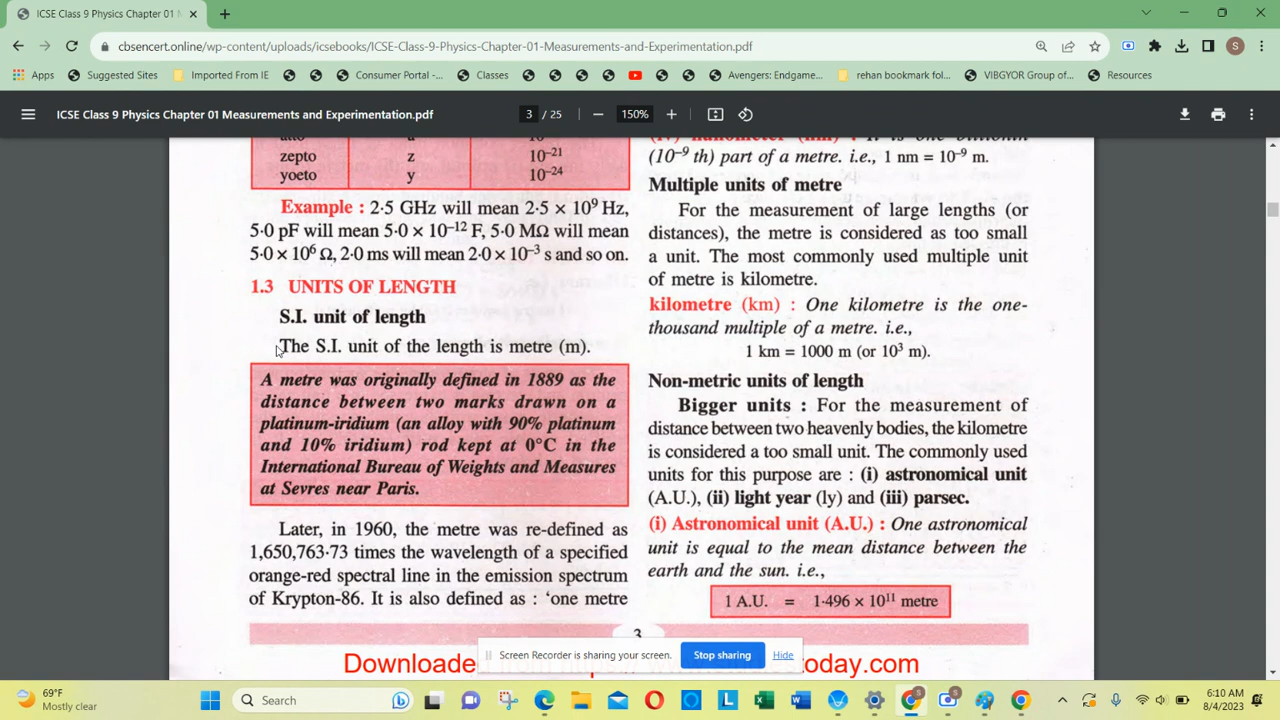 ICSE Class 9 Physics Chapter 01 M
cbsencert.online/wp-content/uploads/icsebooks/ICSE-Class-9-Physics-Chapter-01-Measurements-and-Experimentation.pdf
S
Apps
Suggested Sites
Imported From IE
Consumer Portal -...
Classes
Avengers: Endgame...
rehan bookmark fol...
VIBGYOR Group of...
Resources
ICSE Class 9 Physics Chapter 01 Measurements and Experimentation.pdf
3 / 25
150%
zepto z 10⁻²¹
yoeto y 10⁻²⁴
Example : 2·5 GHz will mean 2·5 × 10⁹ Hz,
5·0 pF will mean 5·0 × 10⁻¹² F, 5·0 MΩ will mean
5·0 × 10⁶ Ω, 2·0 ms will mean 2·0 × 10⁻³ s and so on.
1.3 UNITS OF LENGTH
S.I. unit of length
The S.I. unit of the length is metre (m).
A metre was originally defined in 1889 as the
distance between two marks drawn on a
platinum-iridium (an alloy with 90% platinum
and 10% iridium) rod kept at 0°C in the
International Bureau of Weights and Measures
at Sevres near Paris.
Later, in 1960, the metre was re-defined as
1,650,763·73 times the wavelength of a specified
orange-red spectral line in the emission spectrum
of Krypton-86. It is also defined as : ‘one metre
(10⁻⁹ th) part of a metre. i.e., 1 nm = 10⁻⁹ m.
Multiple units of metre
For the measurement of large lengths (or
distances), the metre is considered as too small
a unit. The most commonly used multiple unit
of metre is kilometre.
kilometre (km) : One kilometre is the one-
thousand multiple of a metre. i.e.,
1 km = 1000 m (or 10³ m).
Non-metric units of length
Bigger units : For the measurement of
distance between two heavenly bodies, the kilometre
is considered a too small unit. The commonly used
units for this purpose are : (i) astronomical unit
(A.U.), (ii) light year (ly) and (iii) parsec.
(i) Astronomical unit (A.U.) : One astronomical
unit is equal to the mean distance between the
earth and the sun. i.e.,
1 A.U. = 1·496 × 10¹¹ metre
3
Screen Recorder is sharing your screen.
Stop sharing
Hide
69°F
Mostly clear
Search
6:10 AM
8/4/2023